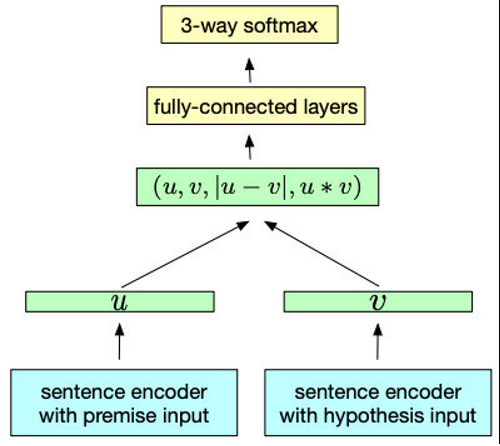 3-way softmax
fully-connected layers
(u, v, |u − v|, u ∗ v)
u
v
sentence encoder
with premise input
sentence encoder
with hypothesis input